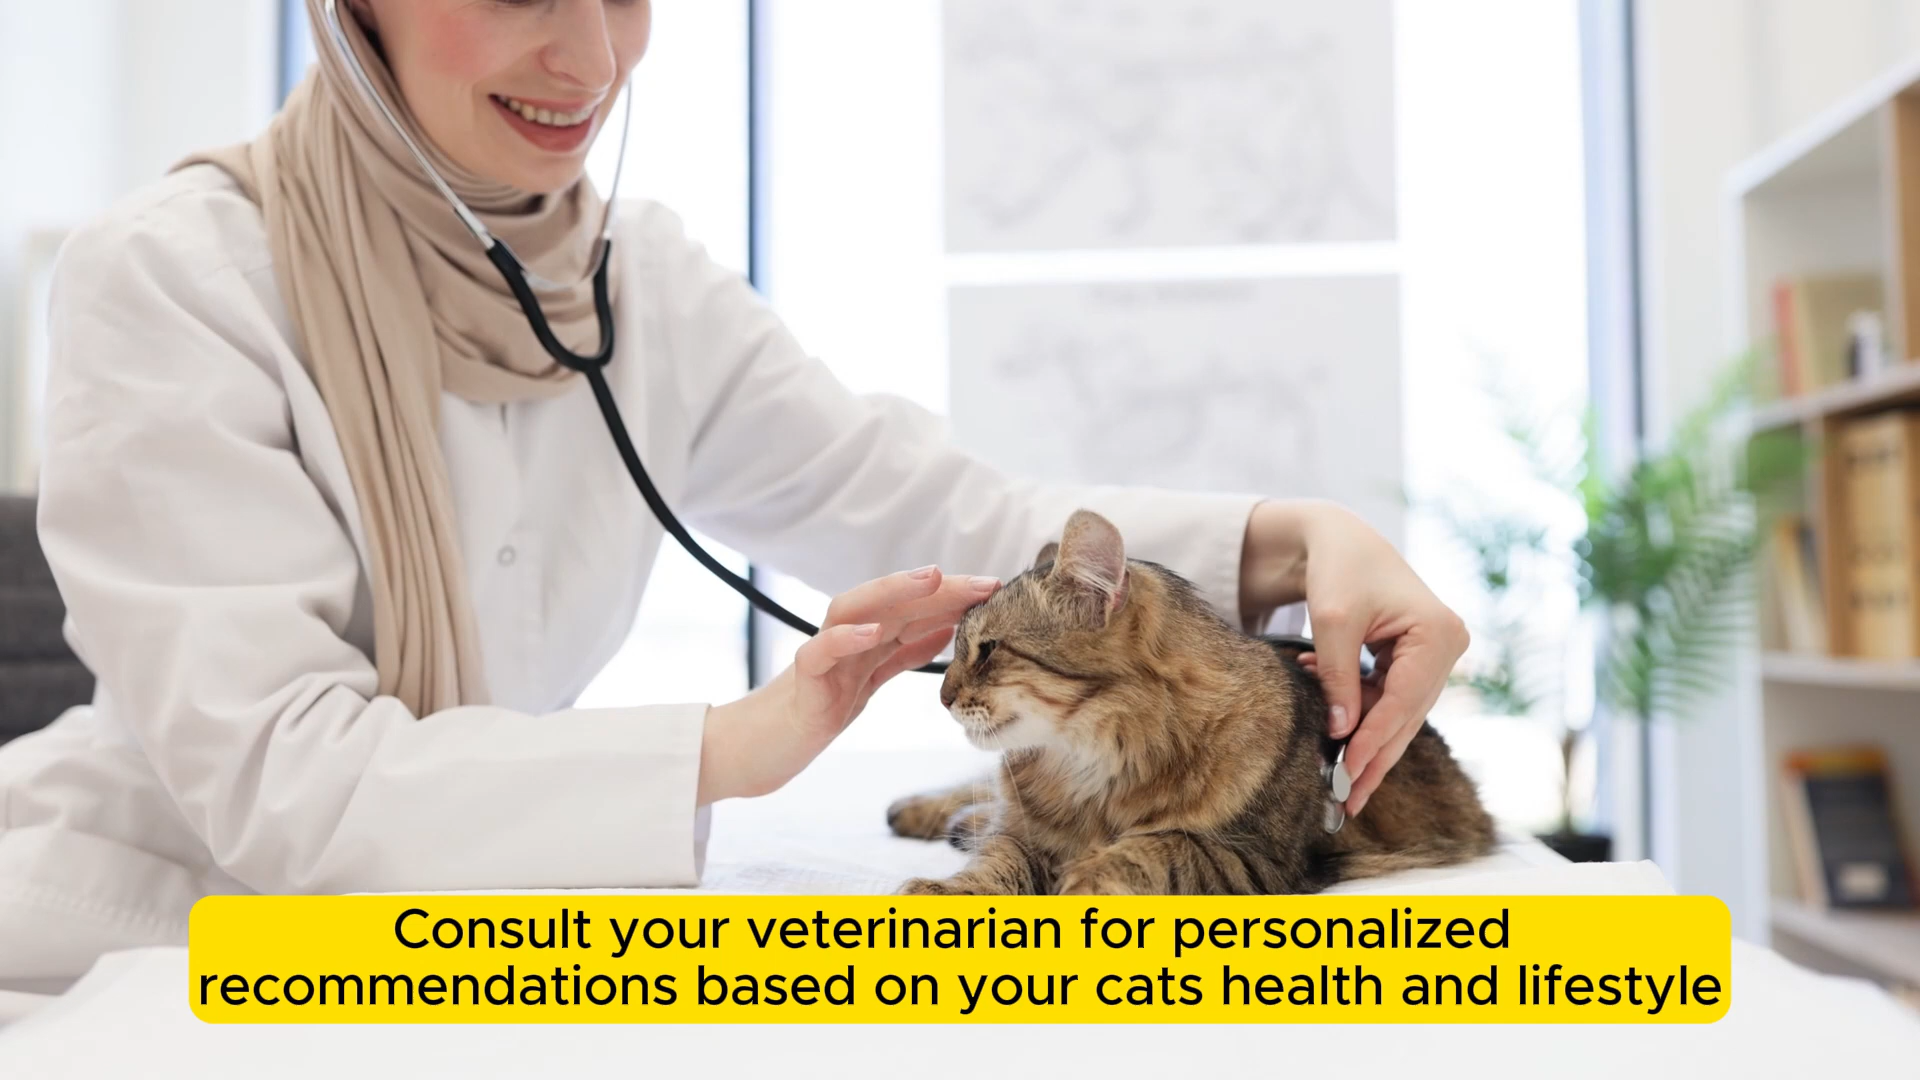 Consult your veterinarian for personalized
recommendations based on your cats health and lifestyle